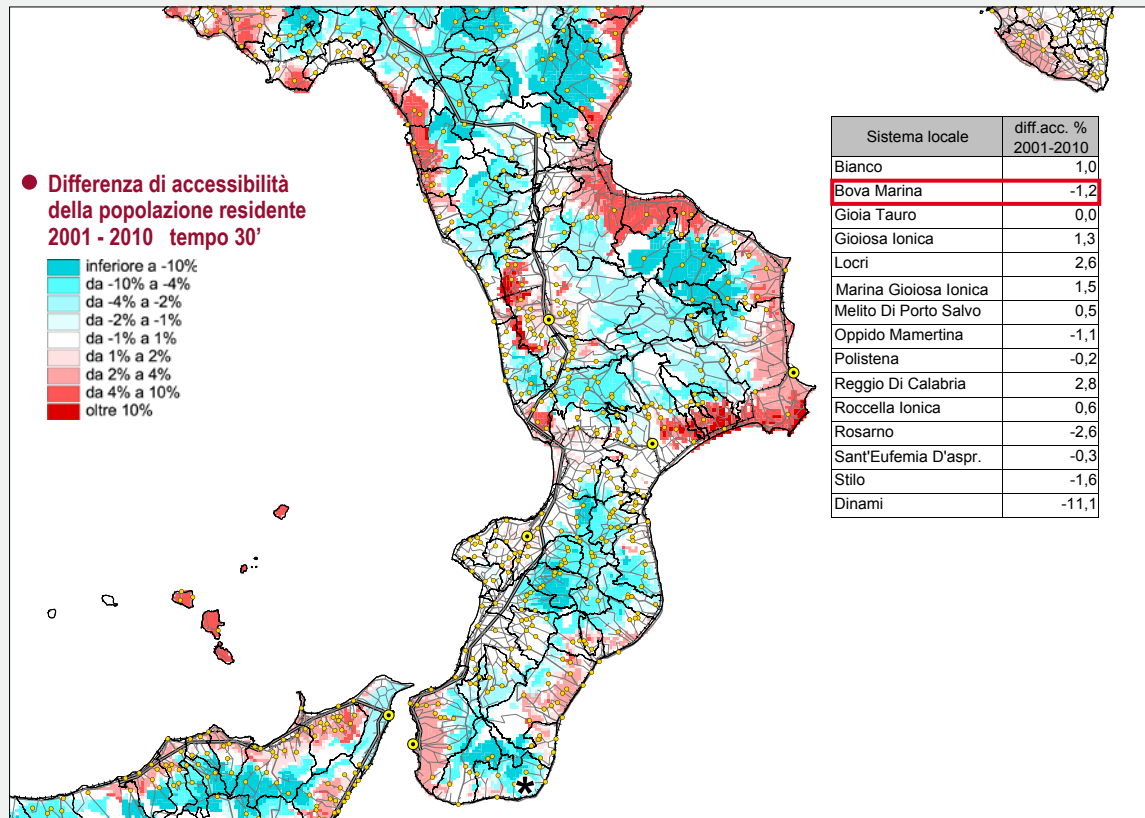 Differenza di accessibilità
della popolazione residente
2001 - 2010 tempo 30'
inferiore a -10%
da -10% a -4%
da -4% a -2%
da -2% a -1%
da -1% a 1%
da 1% a 2%
da 2% a 4%
da 4% a 10%
oltre 10%
Sistema locale diff.acc. % 2001-2010
Bianco 1,0
Bova Marina -1,2
Gioia Tauro 0,0
Gioiosa Ionica 1,3
Locri 2,6
Marina Gioiosa Ionica 1,5
Melito Di Porto Salvo 0,5
Oppido Mamertina -1,1
Polistena -0,2
Reggio Di Calabria 2,8
Roccella Ionica 0,6
Rosarno -2,6
Sant'Eufemia D'aspr. -0,3
Stilo -1,6
Dinami -11,1
*